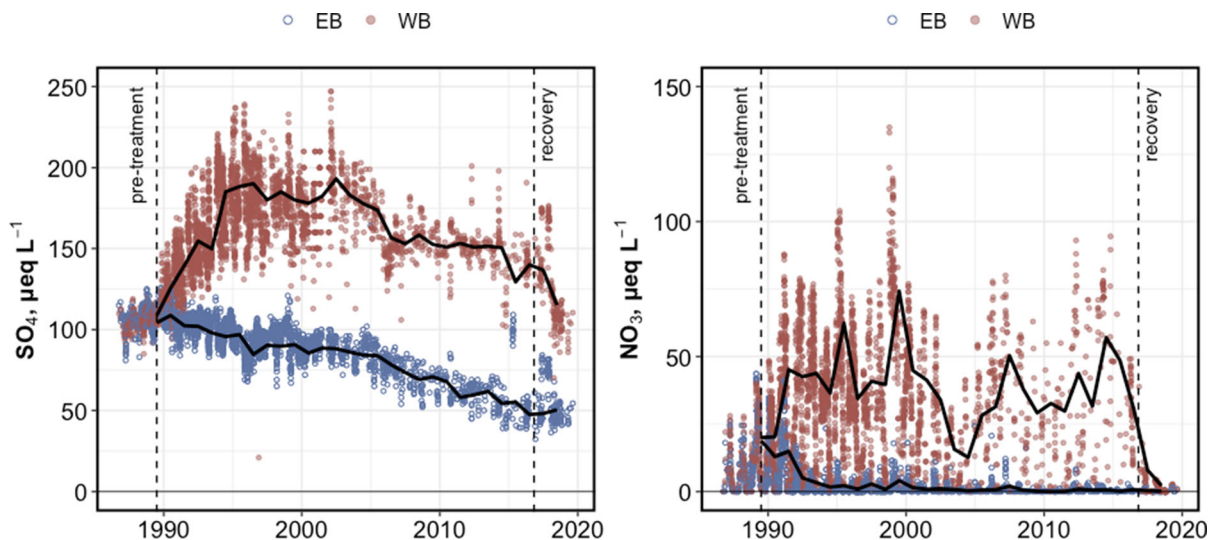 EB WB
EB WB
SO₄, µeq L⁻¹
250
200
150
100
50
0
pre-treatment
recovery
1990 2000 2010 2020
NO₃, µeq L⁻¹
150
100
50
0
pre-treatment
recovery
1990 2000 2010 2020